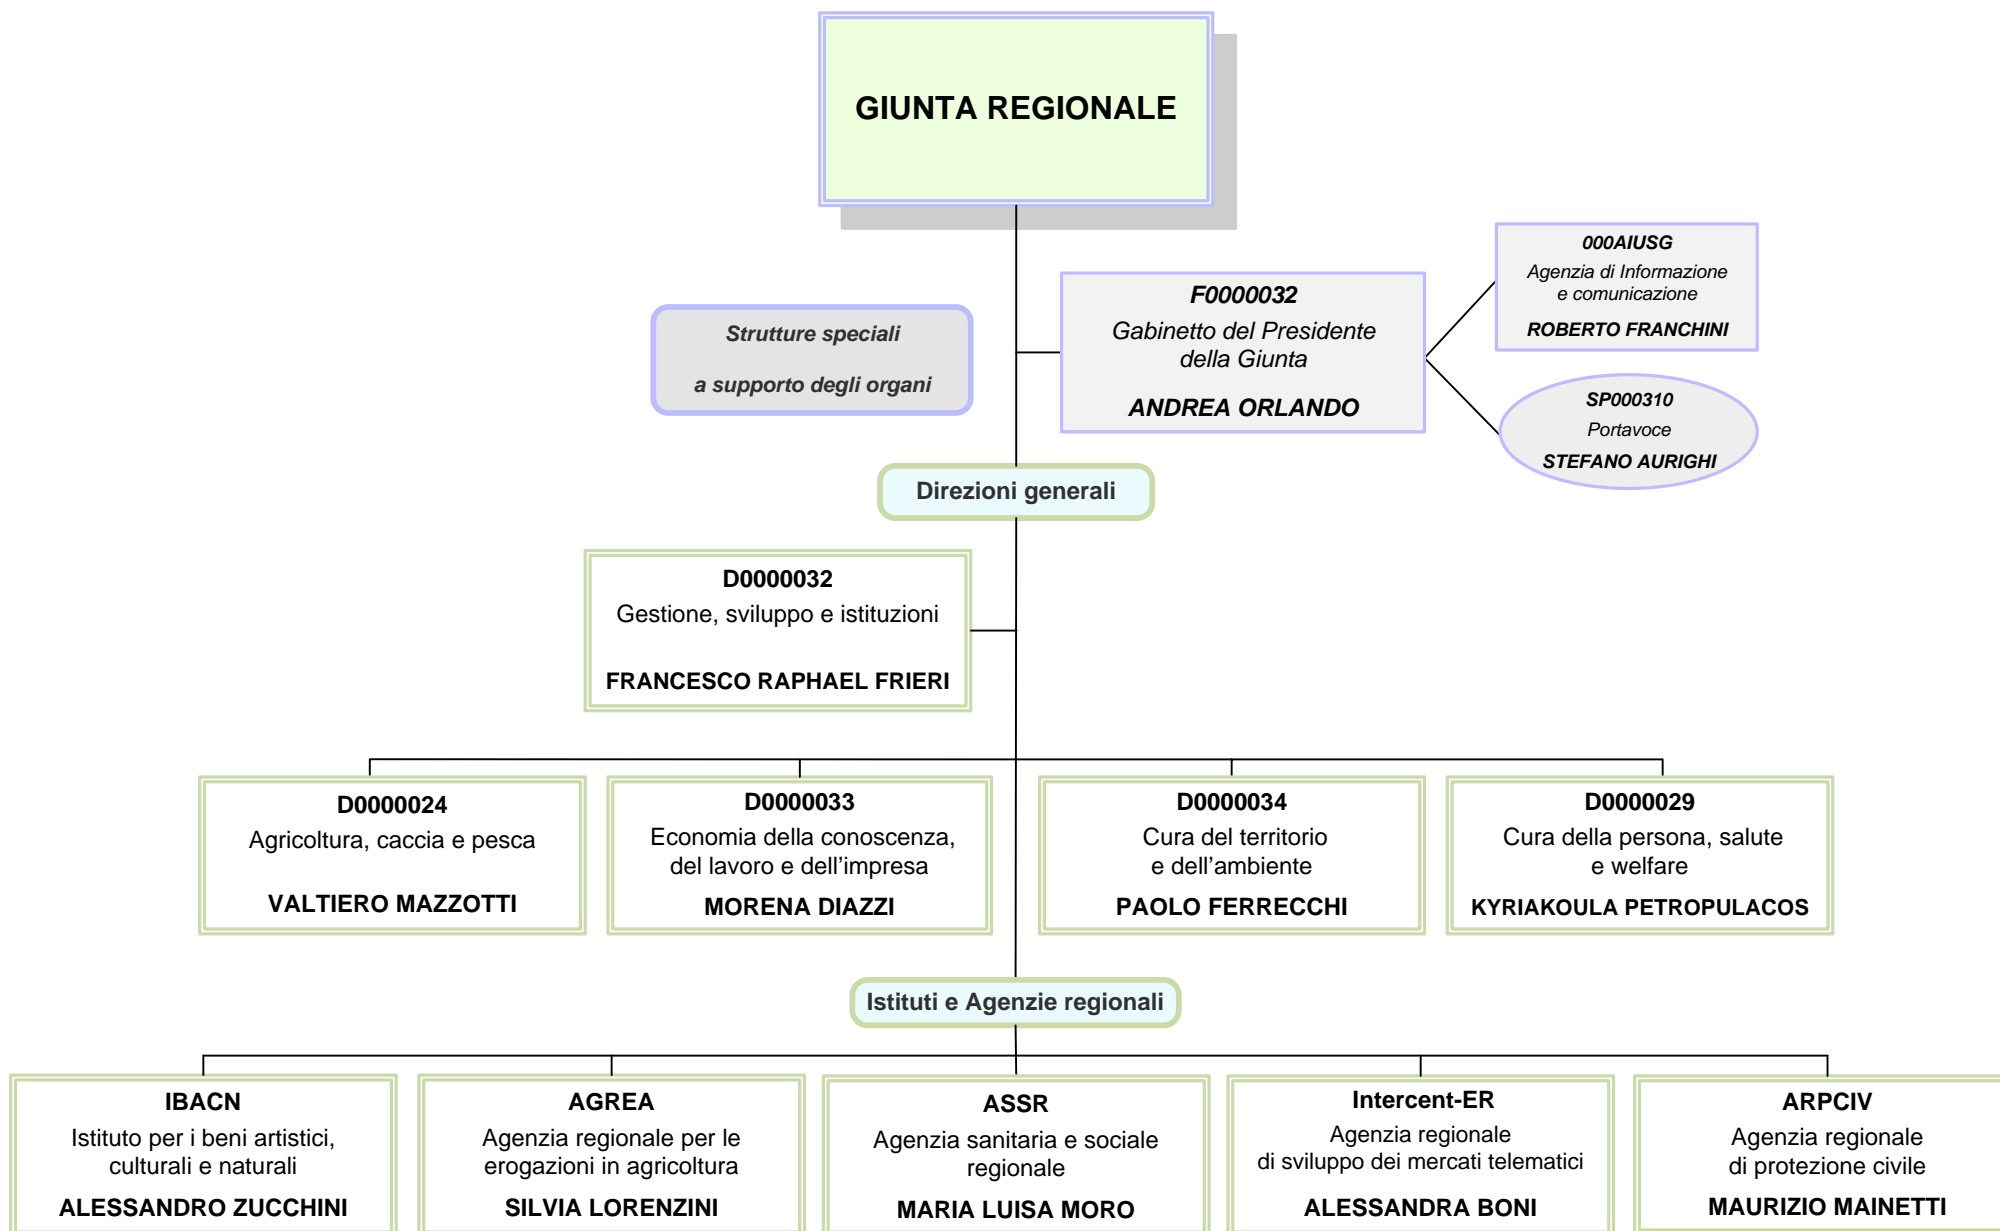 GIUNTA REGIONALE
000AIUSG
Agenzia di Informazione
e comunicazione
ROBERTO FRANCHINI
F0000032
Gabinetto del Presidente
della Giunta
ANDREA ORLANDO
Strutture speciali
a supporto degli organi
SP000310
Portavoce
STEFANO AURIGHI
Direzioni generali
D0000032
Gestione, sviluppo e istituzioni
FRANCESCO RAPHAEL FRIERI
D0000024
Agricoltura, caccia e pesca
VALTIERO MAZZOTTI
D0000033
Economia della conoscenza,
del lavoro e dell’impresa
MORENA DIAZZI
D0000034
Cura del territorio
e dell’ambiente
PAOLO FERRECCHI
D0000029
Cura della persona, salute
e welfare
KYRIAKOULA PETROPULACOS
Istituti e Agenzie regionali
IBACN
Istituto per i beni artistici,
culturali e naturali
ALESSANDRO ZUCCHINI
AGREA
Agenzia regionale per le
erogazioni in agricoltura
SILVIA LORENZINI
ASSR
Agenzia sanitaria e sociale
regionale
MARIA LUISA MORO
Intercent-ER
Agenzia regionale
di sviluppo dei mercati telematici
ALESSANDRA BONI
ARPCIV
Agenzia regionale
di protezione civile
MAURIZIO MAINETTI